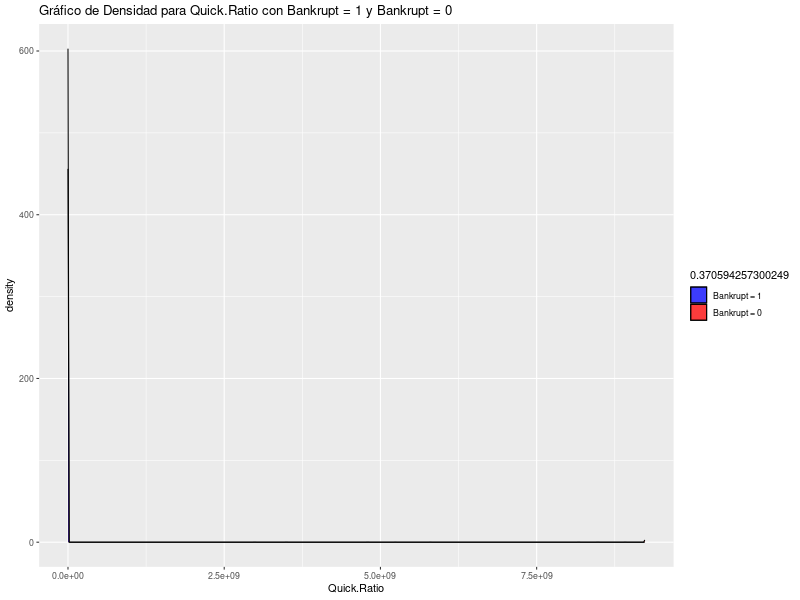 Gráfico de Densidad para Quick.Ratio con Bankrupt = 1 y Bankrupt = 0
600
400
200
0
density
0.0e+00 2.5e+09 5.0e+09 7.5e+09
Quick.Ratio
0.370594257300249
Bankrupt = 1
Bankrupt = 0